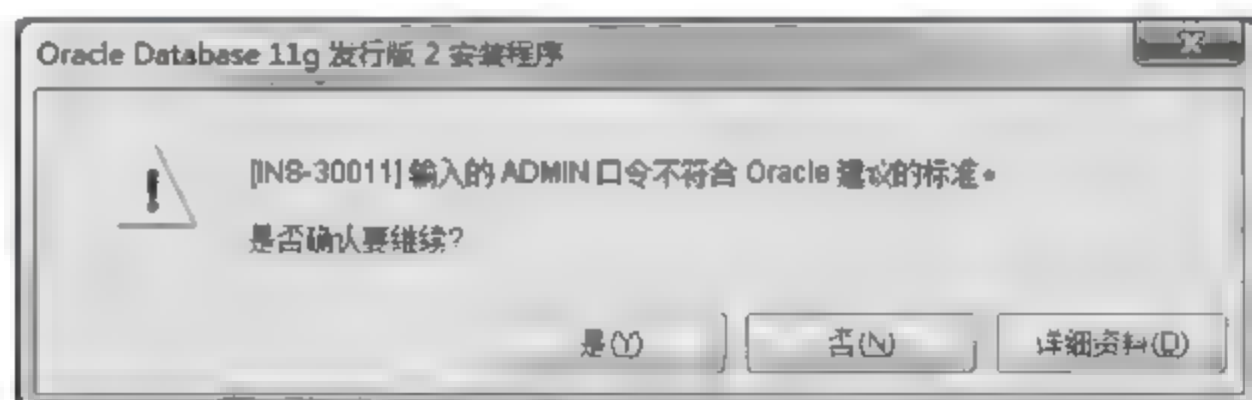 Oracle Database 11g 发行版 2 安装程序
[INS-30011] 输入的 ADMIN 口令不符合 Oracle 建议的标准。
是否确认要继续?
是(Y) 否(N) 详细资料(D)